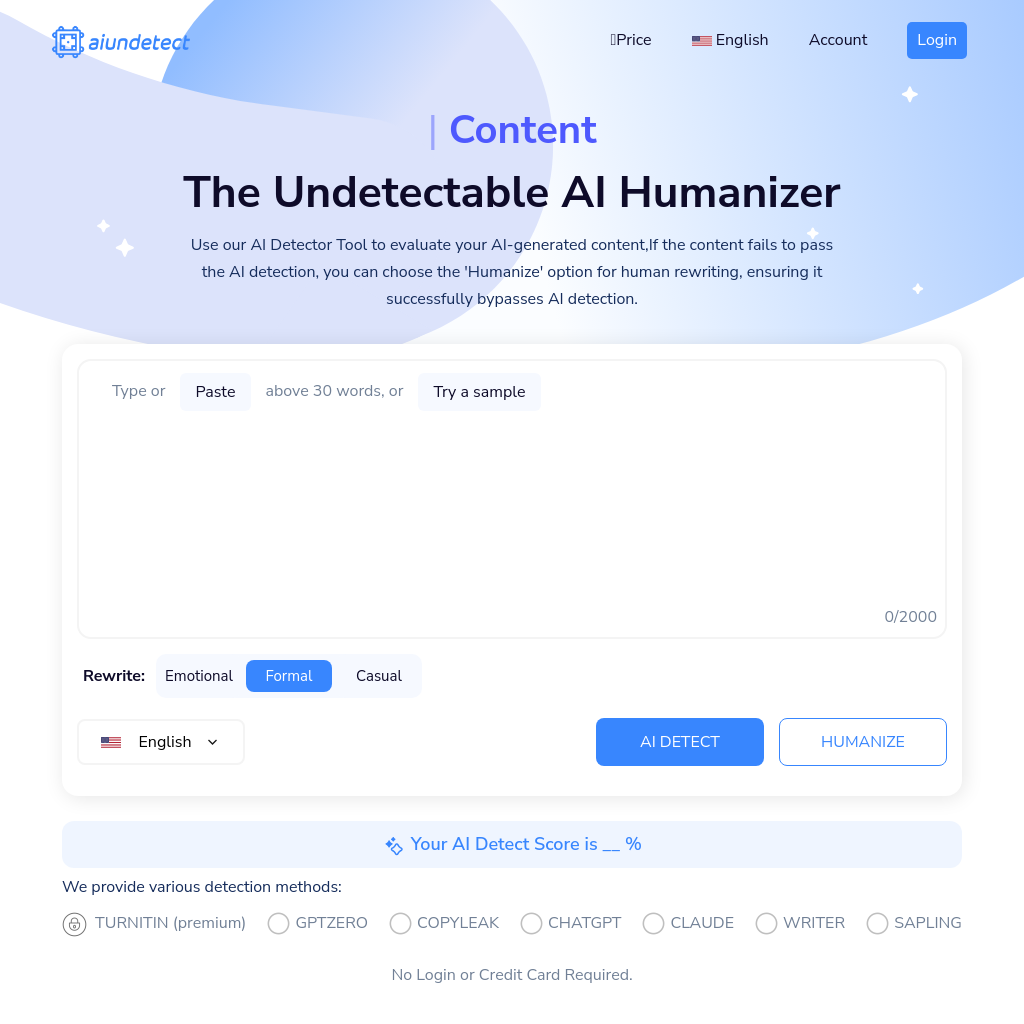 aiundetect
Price
English
Account
Login
| Content
The Undetectable AI Humanizer
Use our AI Detector Tool to evaluate your AI-generated content,If the content fails to pass
the AI detection, you can choose the 'Humanize' option for human rewriting, ensuring it
successfully bypasses AI detection.
Type or Paste above 30 words, or Try a sample
0/2000
Rewrite: Emotional Formal Casual
English
AI DETECT
HUMANIZE
Your AI Detect Score is __ %
We provide various detection methods:
TURNITIN (premium) GPTZERO COPYLEAK CHATGPT CLAUDE WRITER SAPLING
No Login or Credit Card Required.